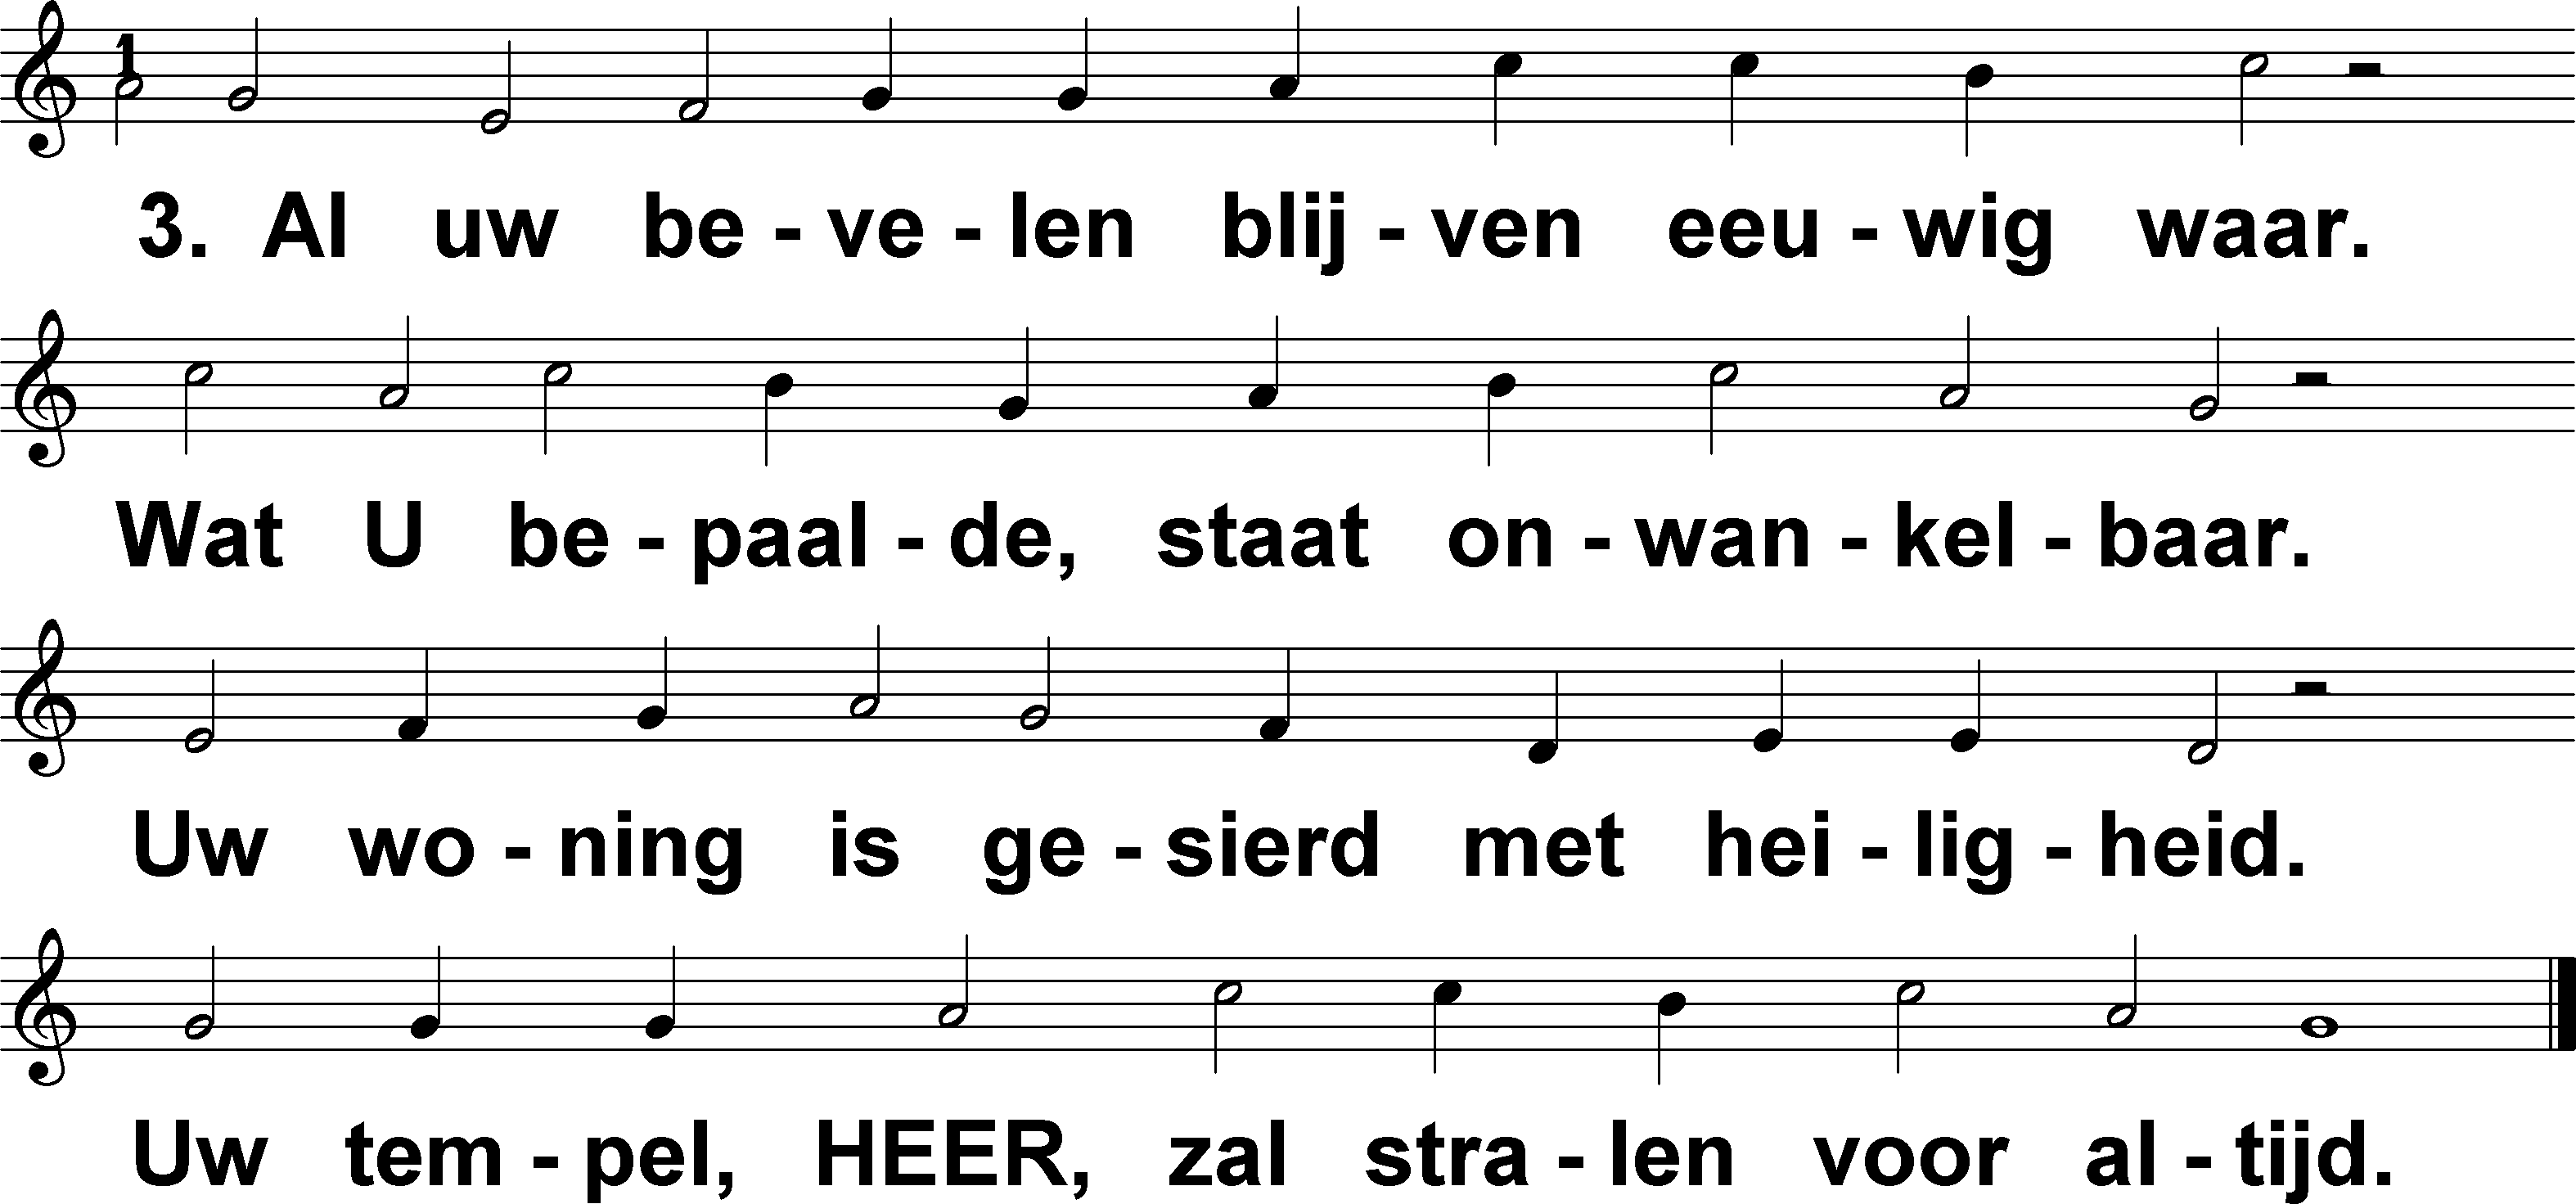 1
3. Al uw be - ve - len blij - ven eeu - wig waar.
Wat U be - paal - de, staat on - wan - kel - baar.
Uw wo - ning is ge - sierd met hei - lig - heid.
Uw tem - pel, HEER, zal stra - len voor al - tijd.